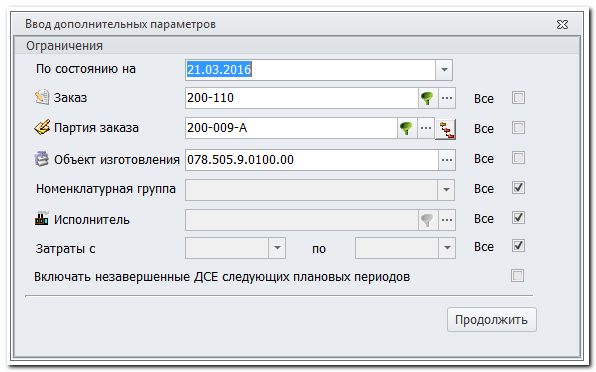 Ввод дополнительных параметров
Ограничения
По состоянию на 21.03.2016
Заказ 200-110 Все
Партия заказа 200-009-А Все
Объект изготовления 078.505.9.0100.00 Все
Номенклатурная группа Все
Исполнитель Все
Затраты с по Все
Включать незавершенные ДСЕ следующих плановых периодов
Продолжить